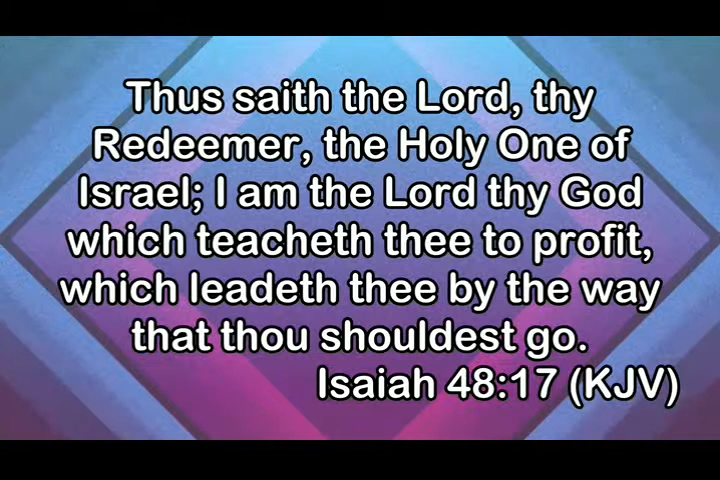 Thus saith the Lord, thy
Redeemer, the Holy One of
Israel; I am the Lord thy God
which teacheth thee to profit,
which leadeth thee by the way
that thou shouldest go.
Isaiah 48:17 (KJV)